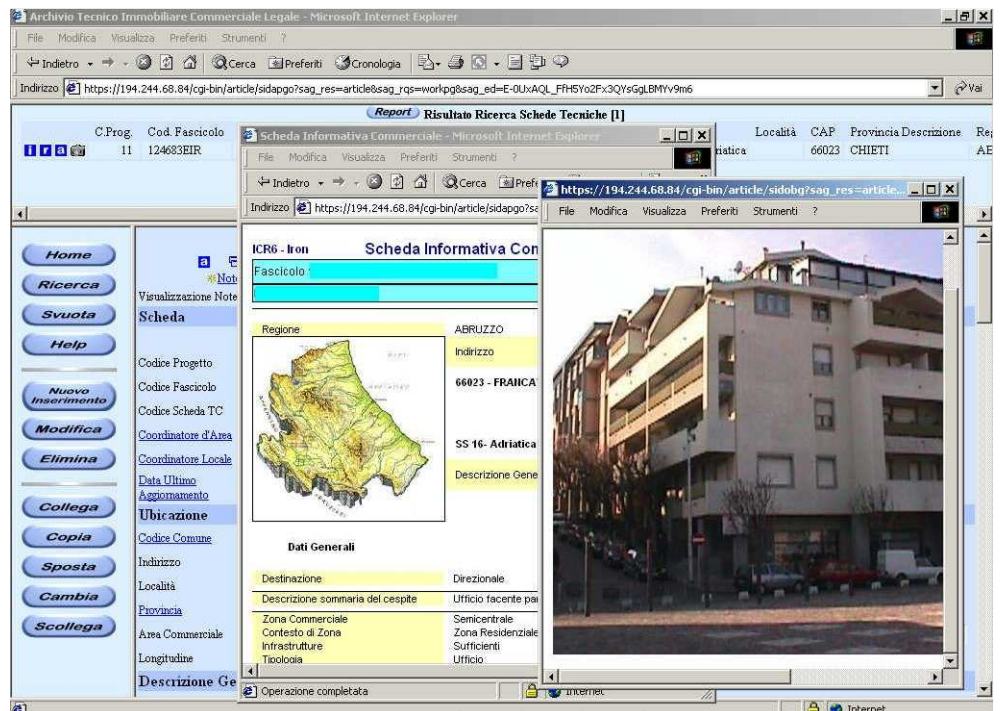 Archivio Tecnico Immobiliare Commerciale Legale - Microsoft Internet Explorer
File Modifica Visualizza Preferiti Strumenti ?
Indietro Cerca Preferiti Cronologia
Indirizzo https://194.244.68.84/cgi-bin/article/sidapgo?sag_res=article&sag_rqs=workpg&sag_ed=E-0UxAQL_FfH5Yo2Fx3QYsGgLBMYv9m6 Vai
Report Risultato Ricerca Schede Tecniche [1]
C.Prog. Cod. Fascicolo Località CAP Provincia Descrizione
i r a 11 124683EIR 66023 CHIETI
Home
Ricerca
Svuota
Help
Nuovo
Inserimento
Modifica
Elimina
Collega
Copia
Sposta
Cambia
Scollega
a
Visualizzazione Note
Scheda
Codice Progetto
Codice Fascicolo
Codice Scheda TC
Coordinatore d'Area
Coordinatore Locale
Data Ultimo
Aggiornamento
Ubicazione
Codice Comune
Indirizzo
Località
Provincia
Area Commerciale
Longitudine
Descrizione Ge
Scheda Informativa Commerciale - Microsoft Internet Explorer
File Modifica Visualizza Preferiti Strumenti ?
Indietro Cerca Prefe
Indirizzo https://194.244.68.84/cgi-bin/article/sidapgo?sa
ICR6 - Iron Scheda Informativa Con
Fascicolo
Regione ABRUZZO
Indirizzo
66023 - FRANCA
SS 16- Adriatica
Descrizione Gene
Dati Generali
Destinazione Direzionale
Descrizione sommaria del cespite Ufficio facente pa
Zona Commerciale Semicentrale
Contesto di Zona Zona Residenziale
Infrastrutture Sufficienti
Tipologia Ufficio
Operazione completata Internet
https://194.244.68.84/cgi-bin/article/sidobg?sag_res=article...
File Modifica Visualizza Preferiti Strumenti ?
Internet